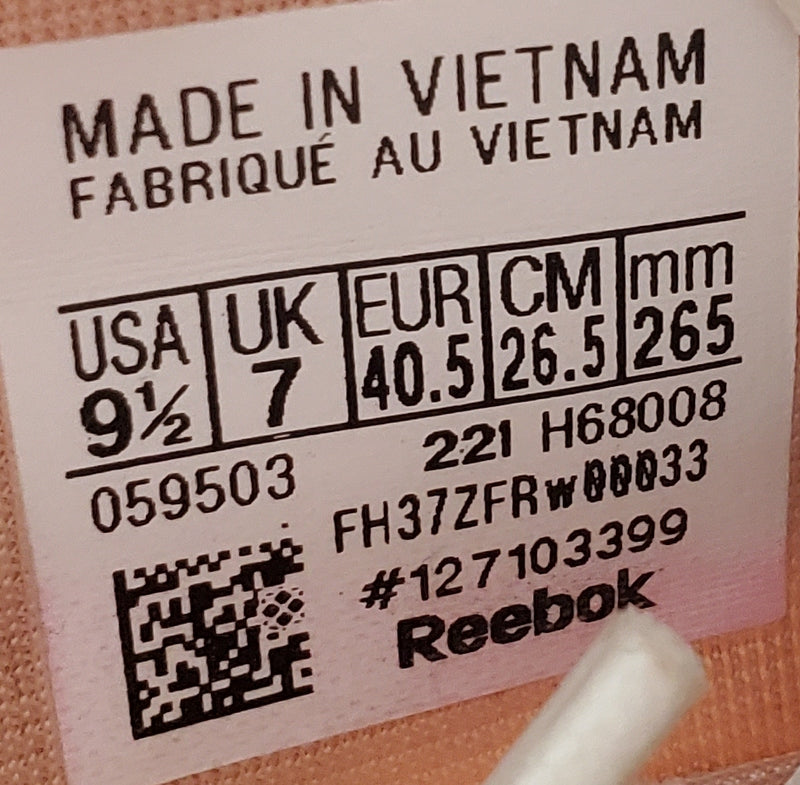 MADE IN VIETNAM
FABRIQUÉ AU VIETNAM
USA UK EUR CM mm
9½ 7 40.5 26.5 265
059503 221 H68008
FH37ZFRW00033
#127103399
Reebok